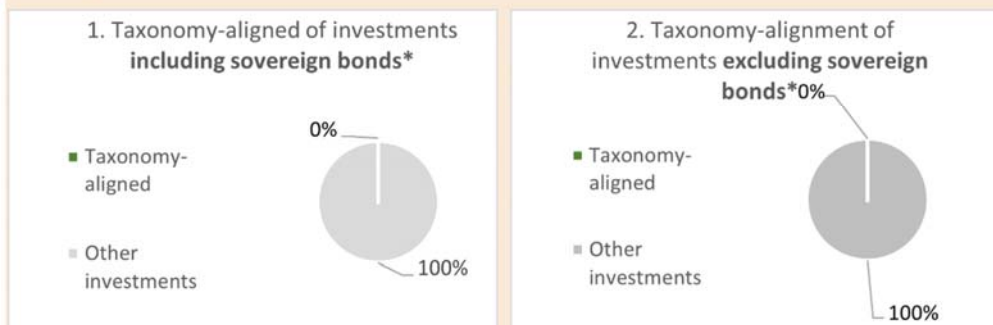 1. Taxonomy-aligned of investments
including sovereign bonds*
0%
Taxonomy-
aligned
Other
investments
100%
2. Taxonomy-alignment of
investments excluding sovereign
bonds*0%
Taxonomy-
aligned
Other
investments
100%